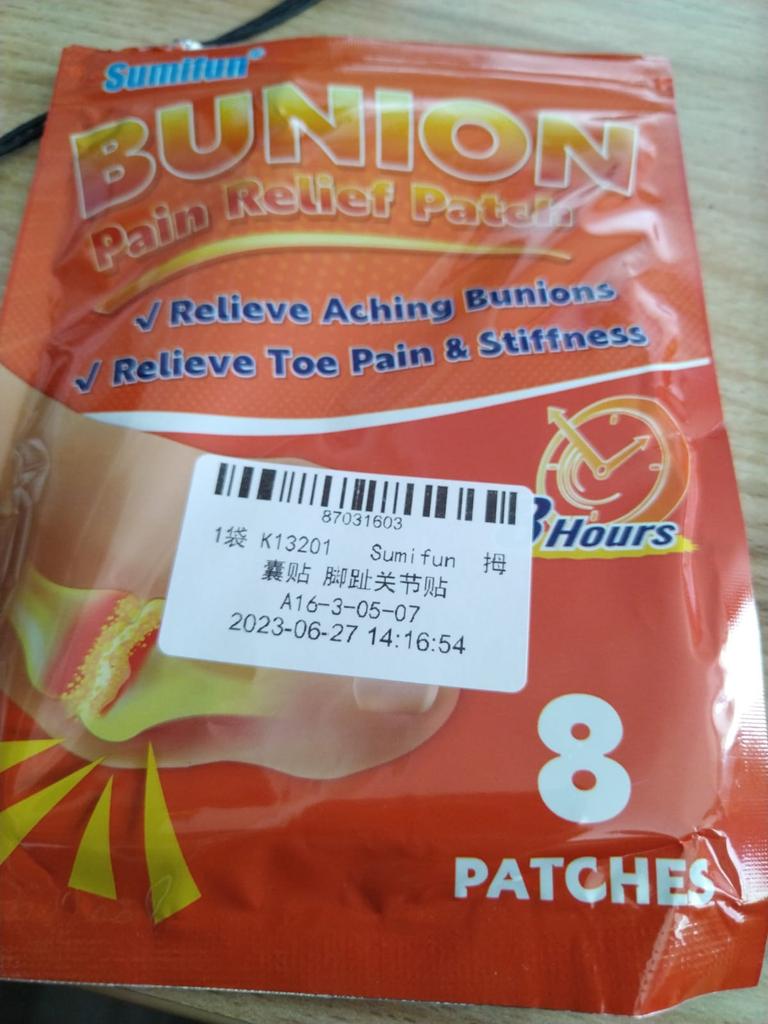 Sumifun®
BUNION
Pain Relief Patch
√ Relieve Aching Bunions
√ Relieve Toe Pain & Stiffness
Hours
87031603
1袋 K13201 Sumifun 拇
囊贴 脚趾关节贴
A16-3-05-07
2023-06-27 14:16:54
8
PATCHES